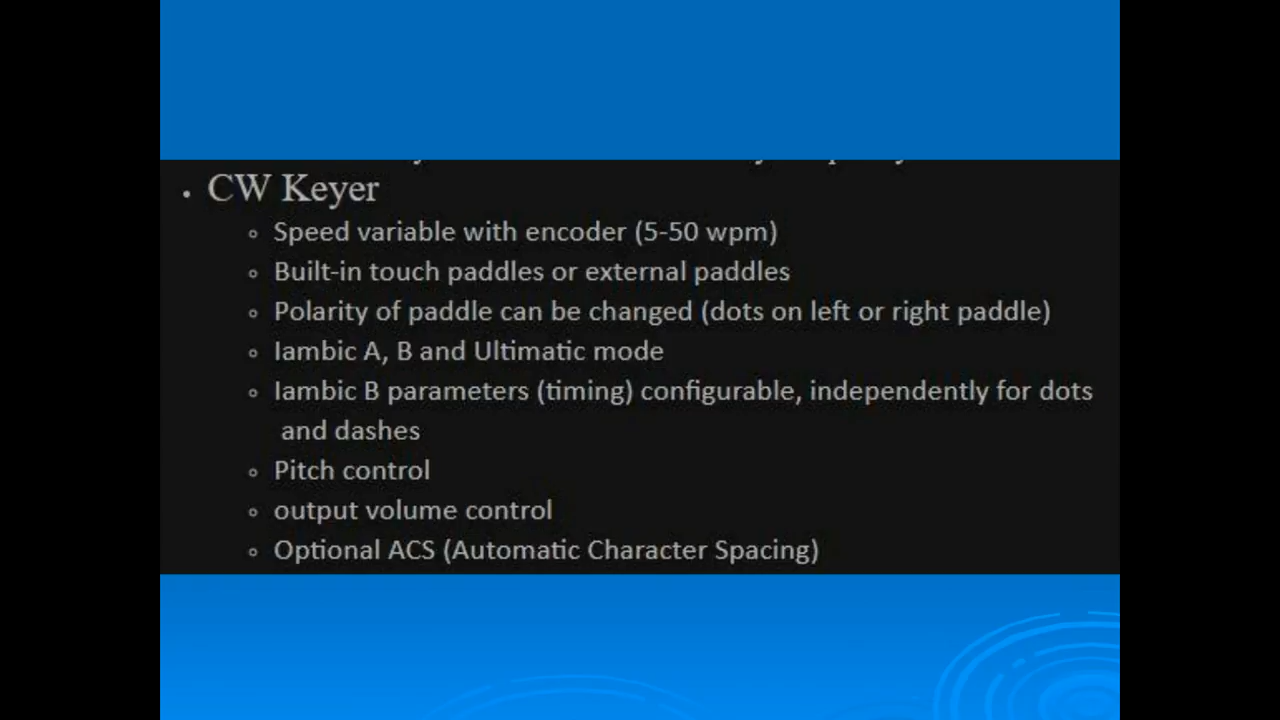 • CW Keyer
◦ Speed variable with encoder (5-50 wpm)
◦ Built-in touch paddles or external paddles
◦ Polarity of paddle can be changed (dots on left or right paddle)
◦ Iambic A, B and Ultimatic mode
◦ Iambic B parameters (timing) configurable, independently for dots
and dashes
◦ Pitch control
◦ output volume control
◦ Optional ACS (Automatic Character Spacing)